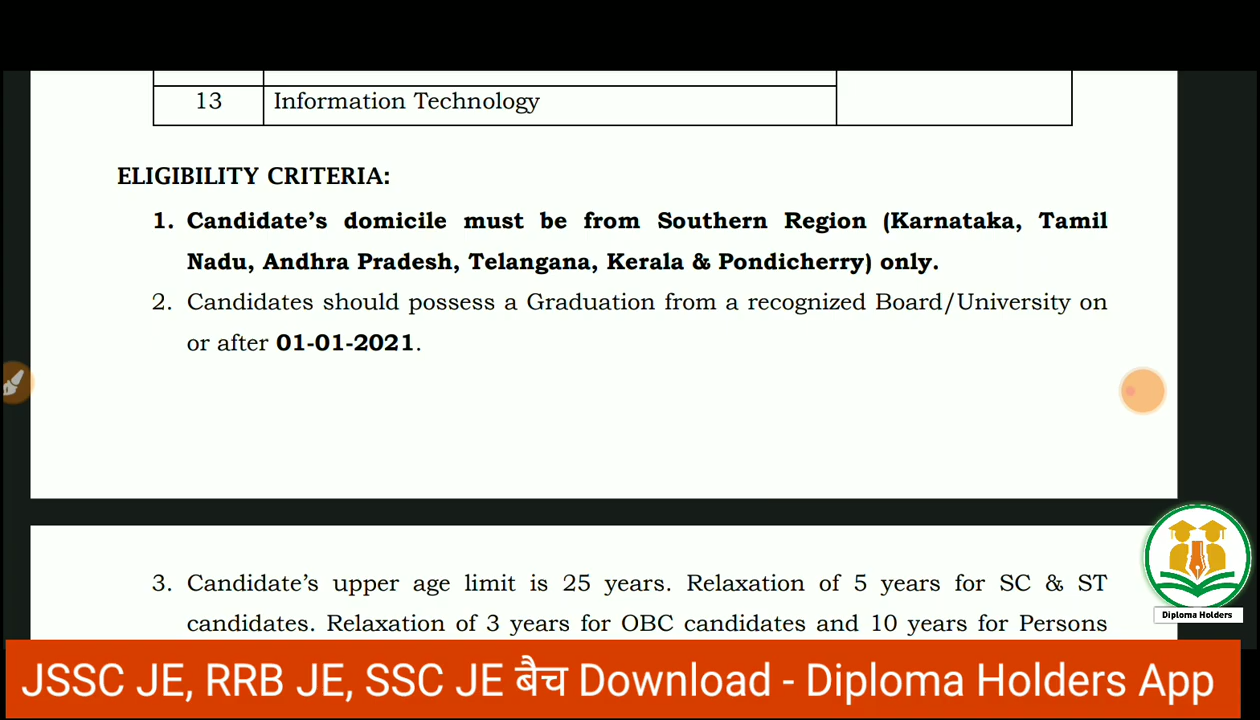 13 Information Technology
ELIGIBILITY CRITERIA:
1. Candidate’s domicile must be from Southern Region (Karnataka, Tamil
Nadu, Andhra Pradesh, Telangana, Kerala & Pondicherry) only.
2. Candidates should possess a Graduation from a recognized Board/University on
or after 01-01-2021.
3. Candidate’s upper age limit is 25 years. Relaxation of 5 years for SC & ST
candidates. Relaxation of 3 years for OBC candidates and 10 years for Persons
Diploma Holders
JSSC JE, RRB JE, SSC JE बैच Download - Diploma Holders App